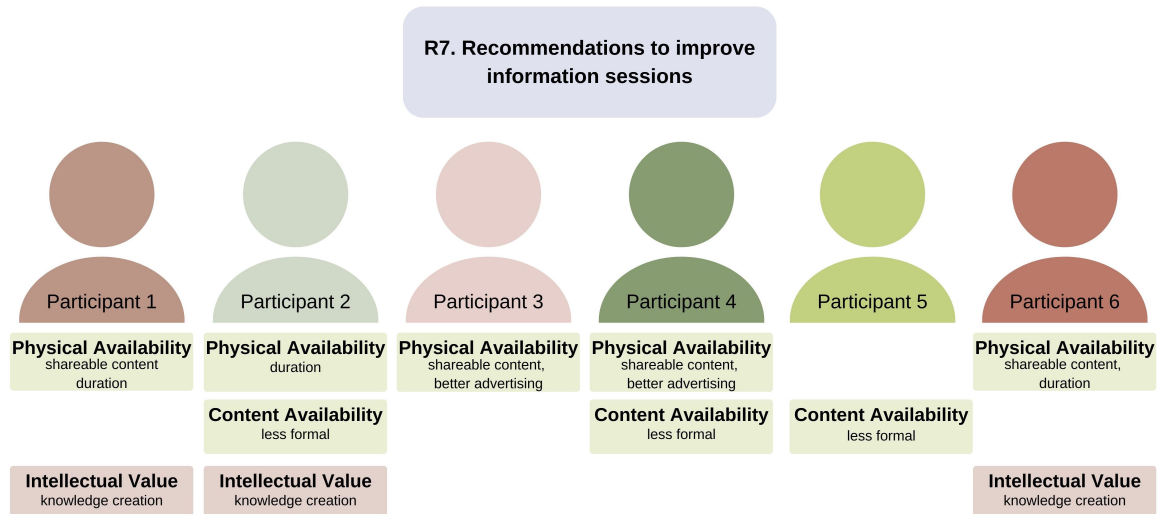 R7. Recommendations to improve
information sessions
Participant 1
Participant 2
Participant 3
Participant 4
Participant 5
Participant 6
Physical Availability
shareable content
duration
Physical Availability
duration
Physical Availability
shareable content,
better advertising
Physical Availability
shareable content,
better advertising
Physical Availability
shareable content,
duration
Content Availability
less formal
Content Availability
less formal
Content Availability
less formal
Intellectual Value
knowledge creation
Intellectual Value
knowledge creation
Intellectual Value
knowledge creation